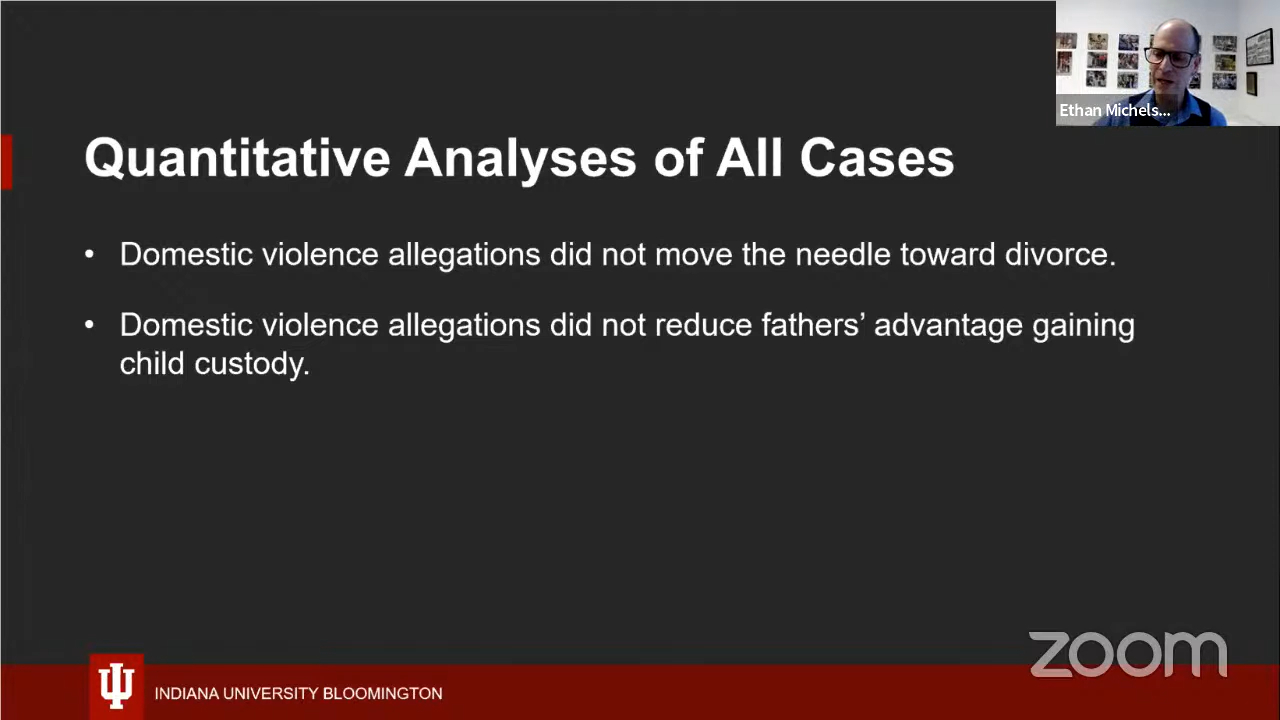 Ethan Michels...
Quantitative Analyses of All Cases
• Domestic violence allegations did not move the needle toward divorce.
• Domestic violence allegations did not reduce fathers’ advantage gaining
child custody.
zoom
INDIANA UNIVERSITY BLOOMINGTON